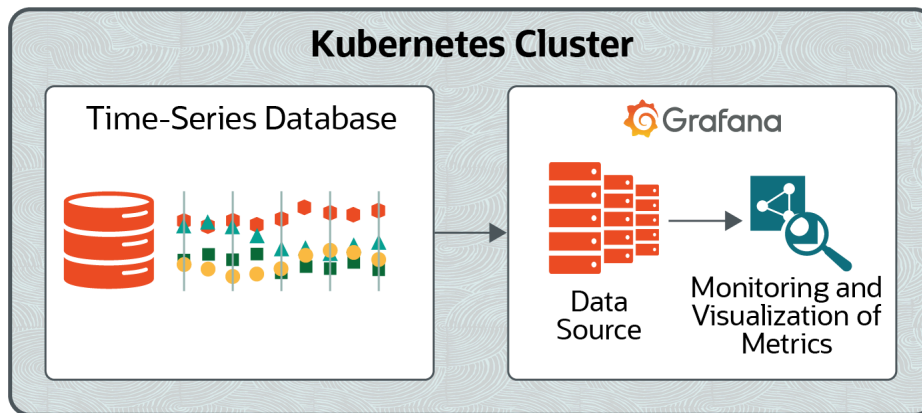 Kubernetes Cluster
Time-Series Database
Grafana
Data
Source
Monitoring and
Visualization of
Metrics